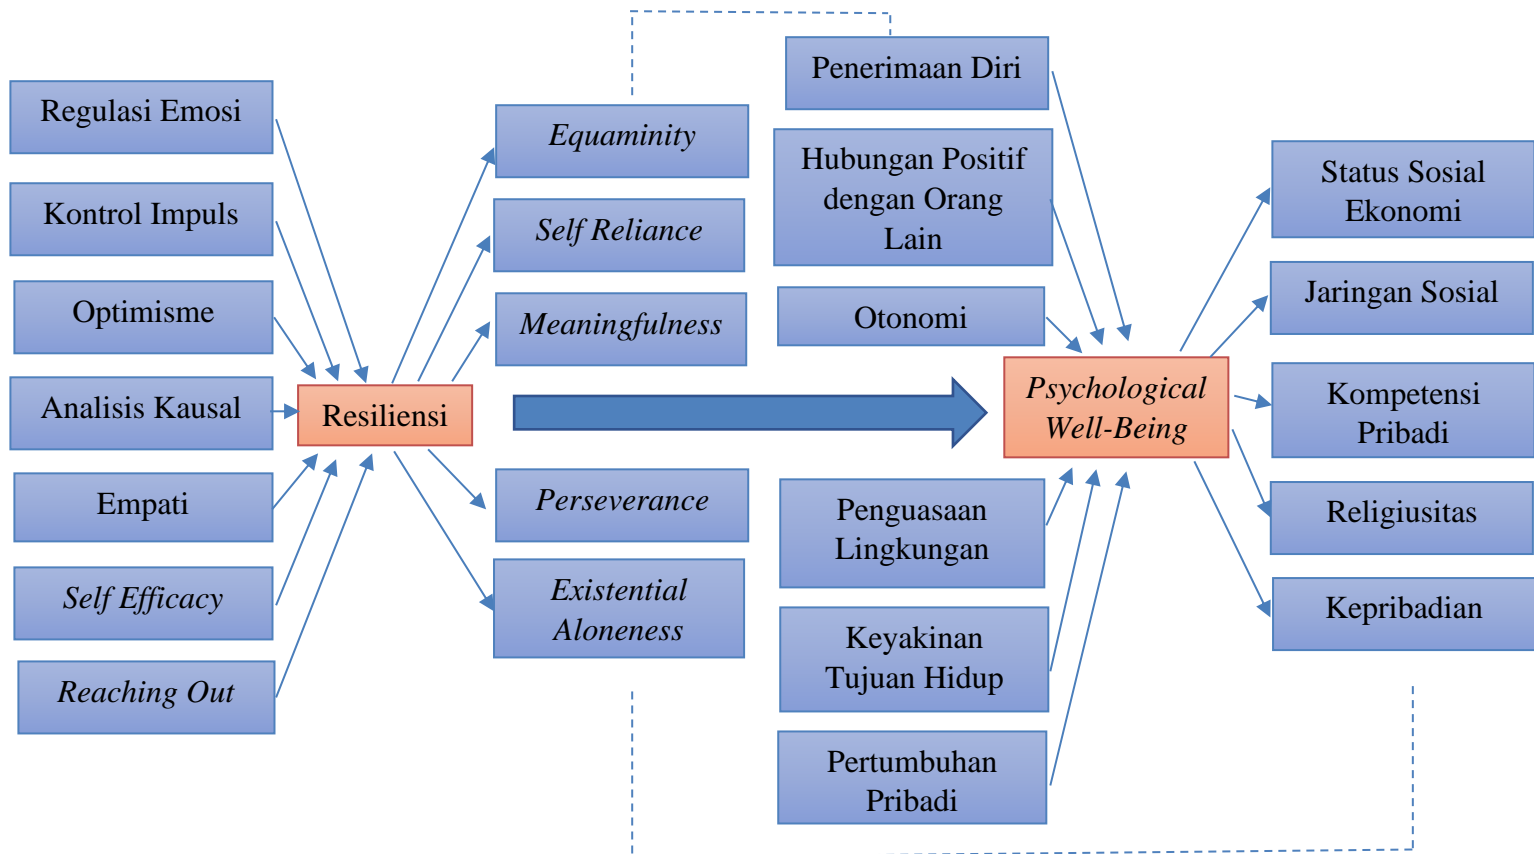 Regulasi Emosi
Kontrol Impuls
Optimisme
Analisis Kausal
Empati
Self Efficacy
Reaching Out
Resiliensi
Equaminity
Self Reliance
Meaningfulness
Perseverance
Existential
Aloneness
Penerimaan Diri
Hubungan Positif
dengan Orang
Lain
Otonomi
Psychological
Well-Being
Penguasaan
Lingkungan
Keyakinan
Tujuan Hidup
Pertumbuhan
Pribadi
Status Sosial
Ekonomi
Jaringan Sosial
Kompetensi
Pribadi
Religiusitas
Kepribadian